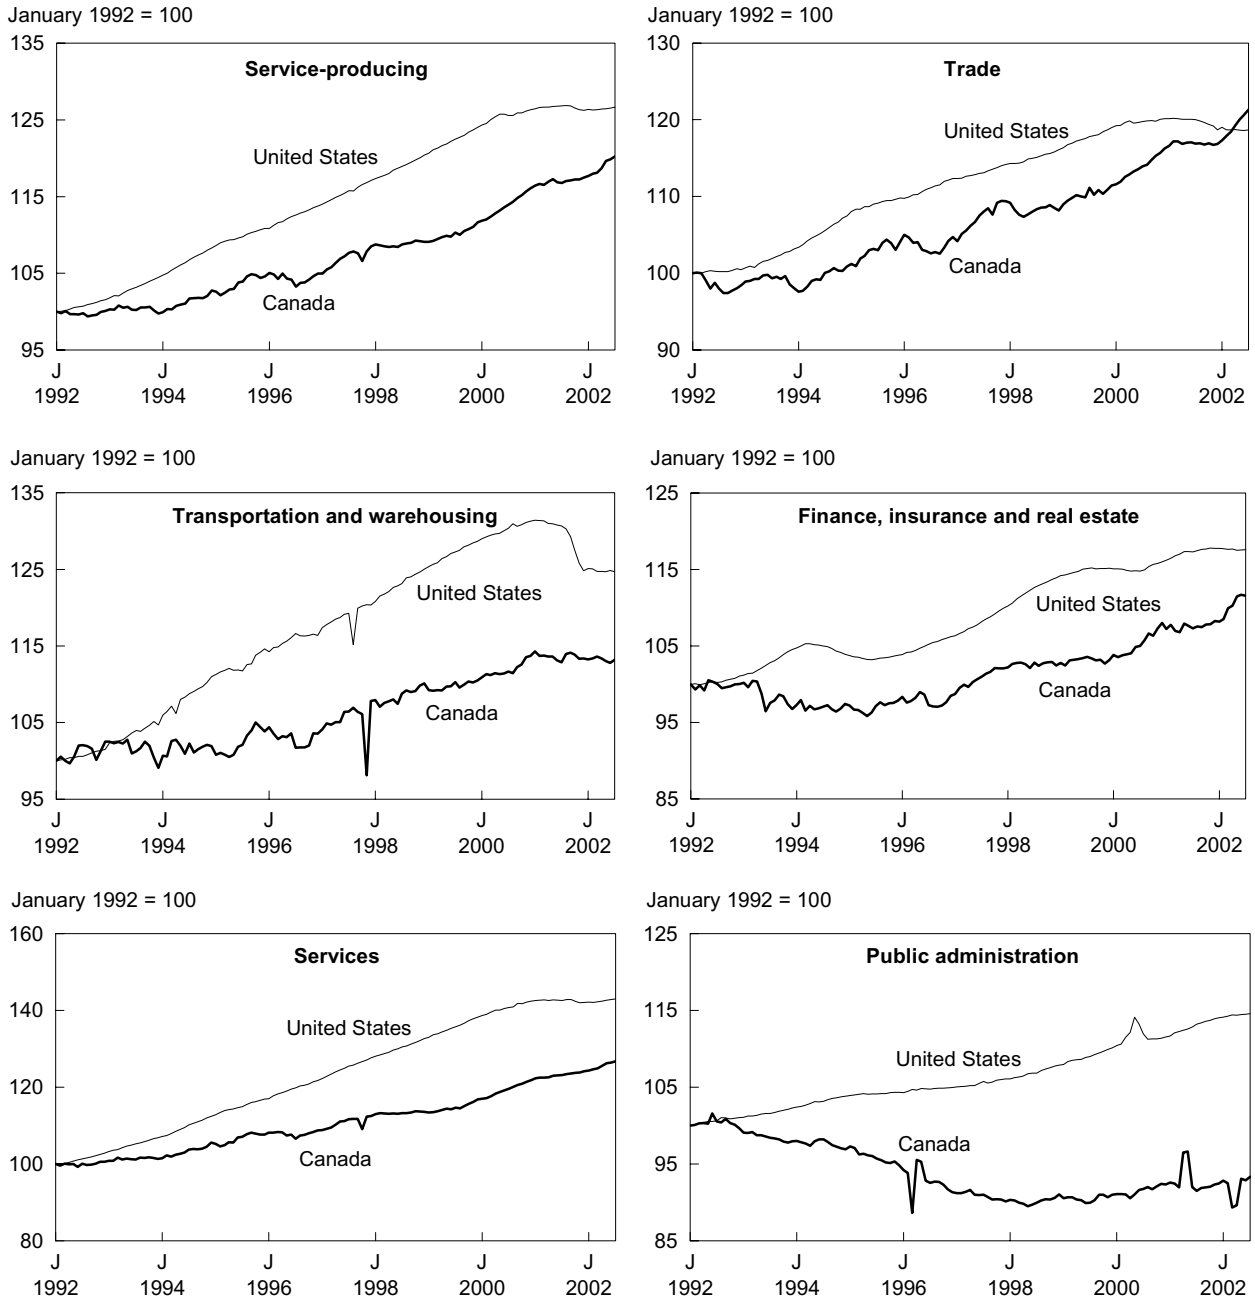 January 1992 = 100
135
125
115
105
95
Service-producing
United States
Canada
J J J J J J
1992 1994 1996 1998 2000 2002
January 1992 = 100
130
120
110
100
90
Trade
United States
Canada
J J J J J J
1992 1994 1996 1998 2000 2002
January 1992 = 100
135
125
115
105
95
Transportation and warehousing
United States
Canada
J J J J J J
1992 1994 1996 1998 2000 2002
January 1992 = 100
125
115
105
95
85
Finance, insurance and real estate
United States
Canada
J J J J J J
1992 1994 1996 1998 2000 2002
January 1992 = 100
160
140
120
100
80
Services
United States
Canada
J J J J J J
1992 1994 1996 1998 2000 2002
January 1992 = 100
125
115
105
95
85
Public administration
United States
Canada
J J J J J J
1992 1994 1996 1998 2000 2002